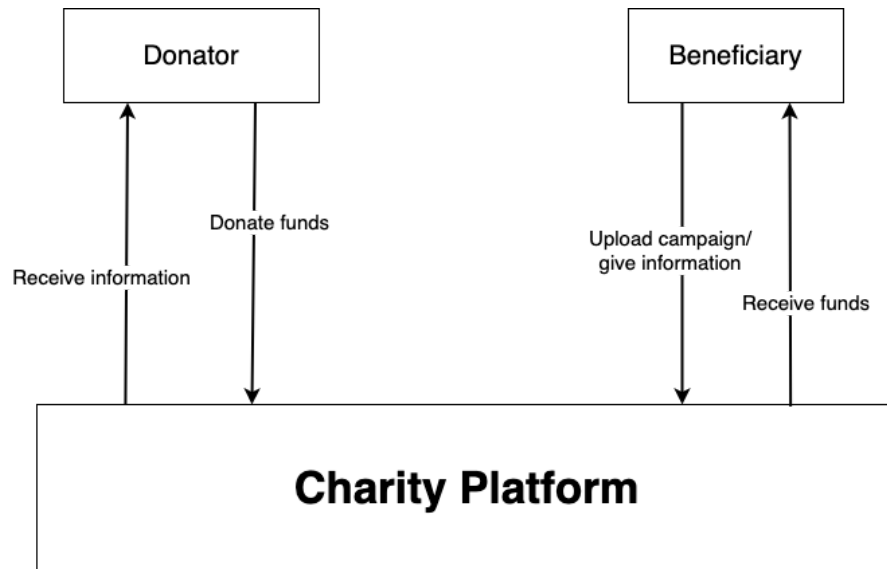 Donator
Beneficiary
Donate funds
Receive information
Upload campaign/
give information
Receive funds
Charity Platform